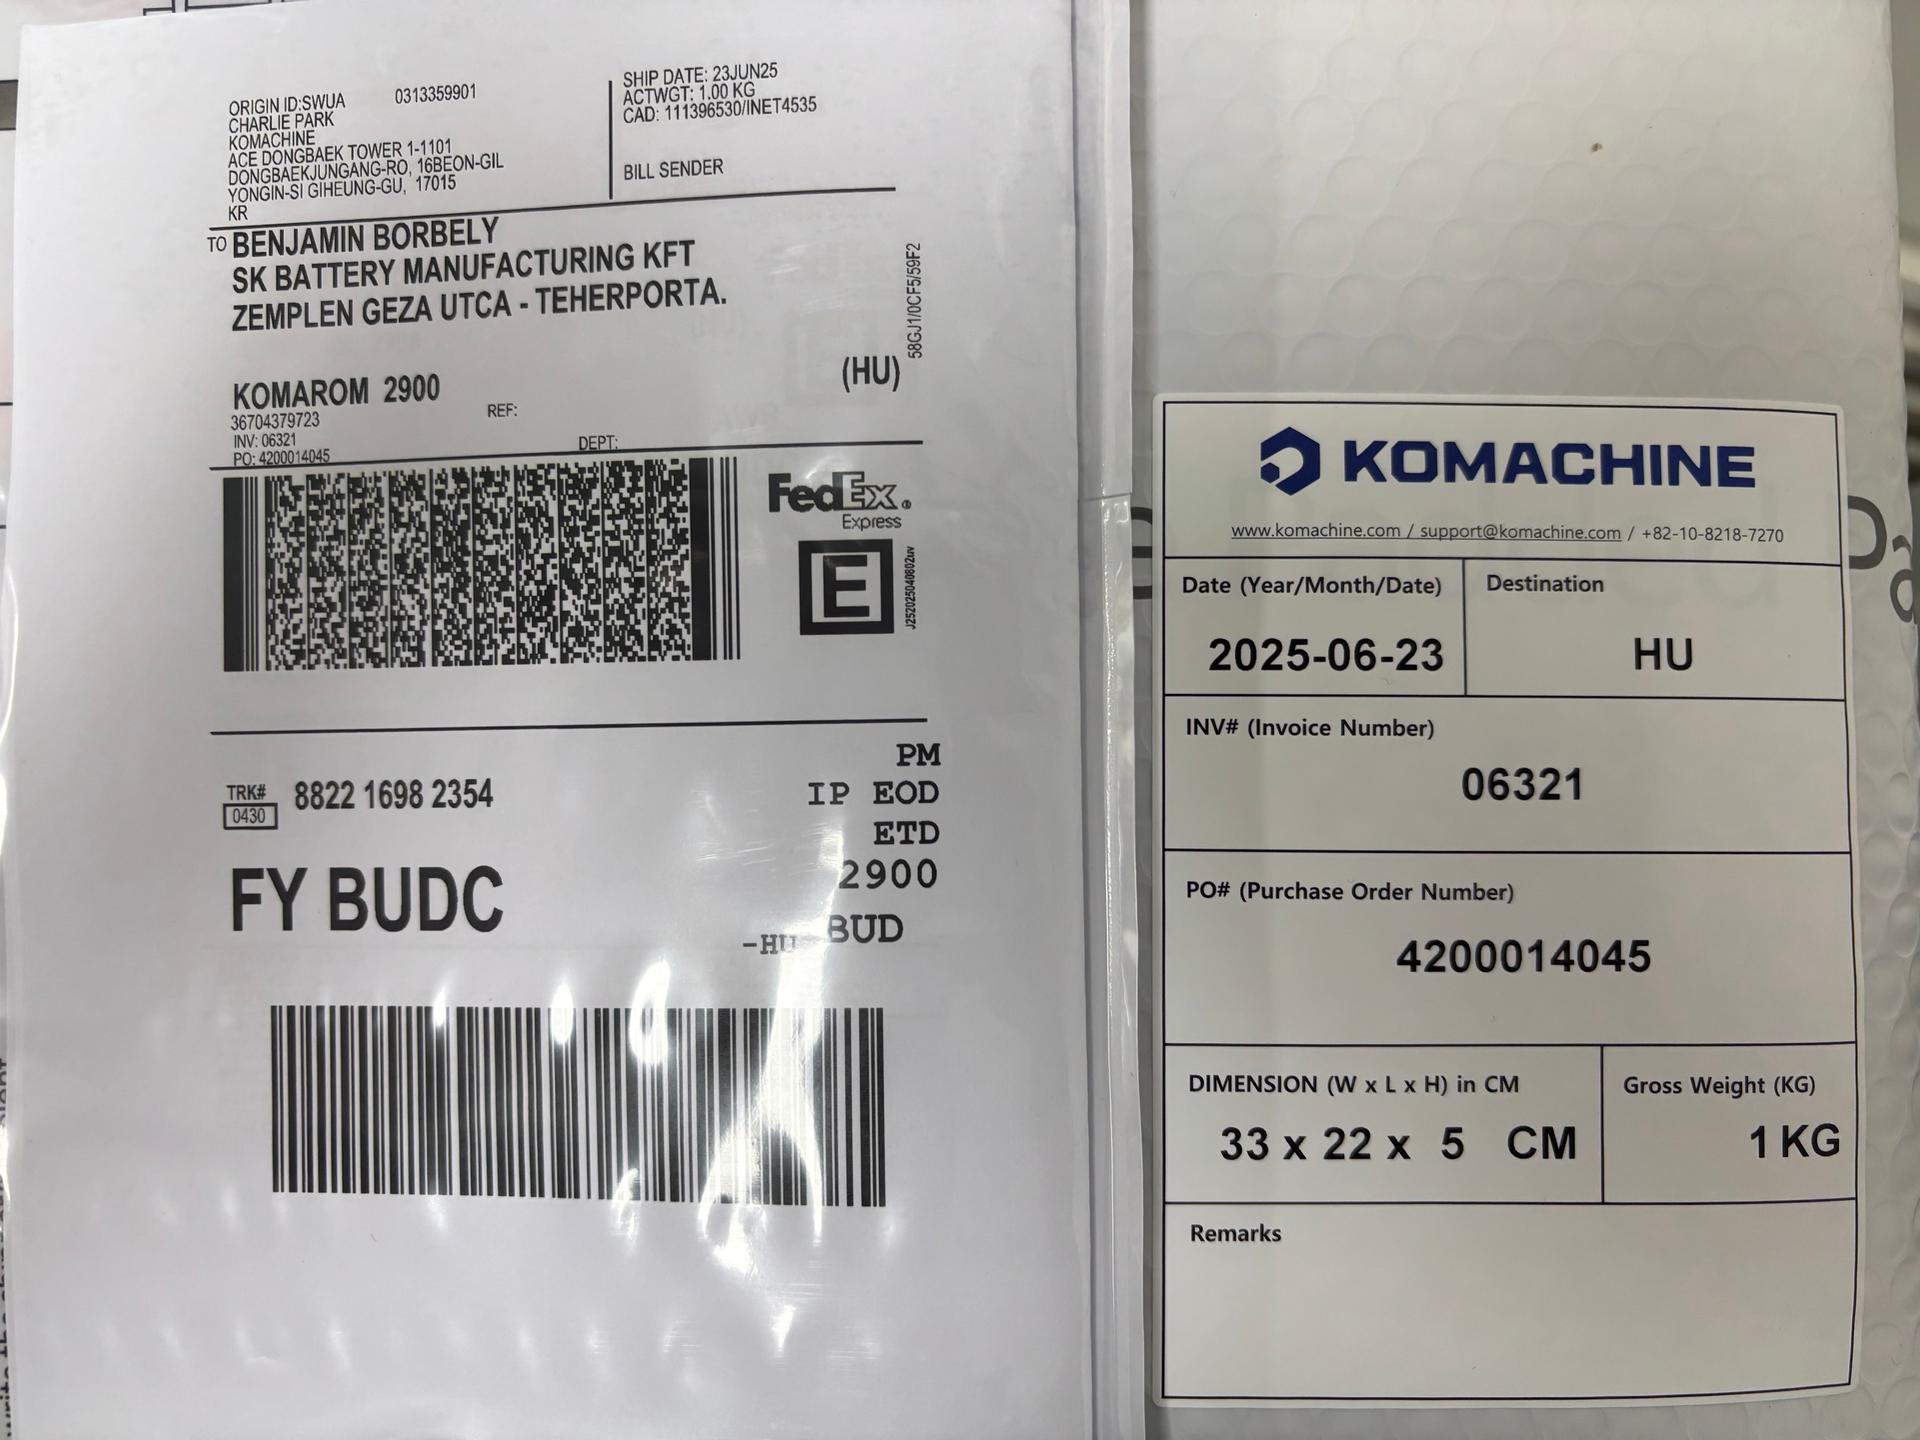 ORIGIN ID:SWUA 0313359901
CHARLIE PARK
KOMACHINE
ACE DONGBAEK TOWER 1-1101
DONGBAEKJUNGANG-RO, 16BEON-GIL
YONGIN-SI GIHEUNG-GU, 17015
KR
SHIP DATE: 23JUN25
ACTWGT: 1.00 KG
CAD: 111396530/INET4535
BILL SENDER
TO BENJAMIN BORBELY
SK BATTERY MANUFACTURING KFT
ZEMPLEN GEZA UTCA - TEHERPORTA.
58GJ1/0CF5/59F2
KOMAROM 2900
(HU)
36704379723
REF:
INV: 06321
PO: 4200014045
DEPT:
FedEx
Express
E
J252025040802uv
TRK# 8822 1698 2354
0430
PM
IP EOD
ETD
2900
FY BUDC
-HU BUD
KOMACHINE
www.komachine.com / support@komachine.com / +82-10-8218-7270
Date (Year/Month/Date)
2025-06-23
Destination
HU
INV# (Invoice Number)
06321
PO# (Purchase Order Number)
4200014045
DIMENSION (W x L x H) in CM
33 x 22 x 5 CM
Gross Weight (KG)
1 KG
Remarks